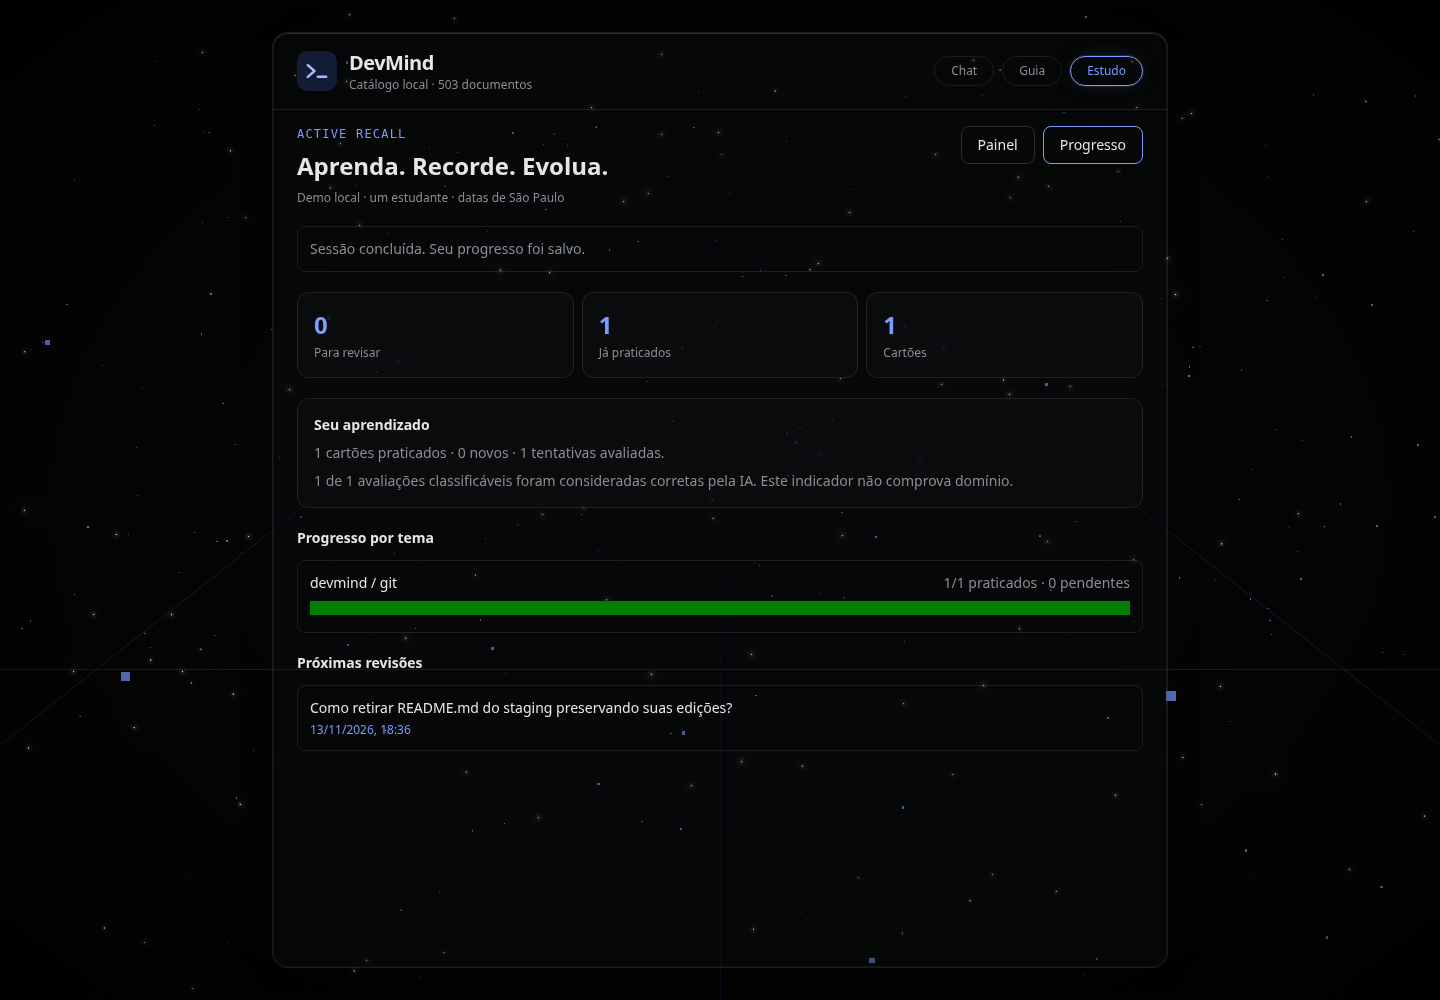 DevMind
Catálogo local · 503 documentos
Chat
Guia
Estudo
ACTIVE RECALL
Aprenda. Recorde. Evolua.
Demo local · um estudante · datas de São Paulo
Painel
Progresso
Sessão concluída. Seu progresso foi salvo.
0
Para revisar
1
Já praticados
1
Cartões
Seu aprendizado
1 cartões praticados · 0 novos · 1 tentativas avaliadas.
1 de 1 avaliações classificáveis foram consideradas corretas pela IA. Este indicador não comprova domínio.
Progresso por tema
devmind / git
1/1 praticados · 0 pendentes
Próximas revisões
Como retirar README.md do staging preservando suas edições?
13/11/2026, 18:36